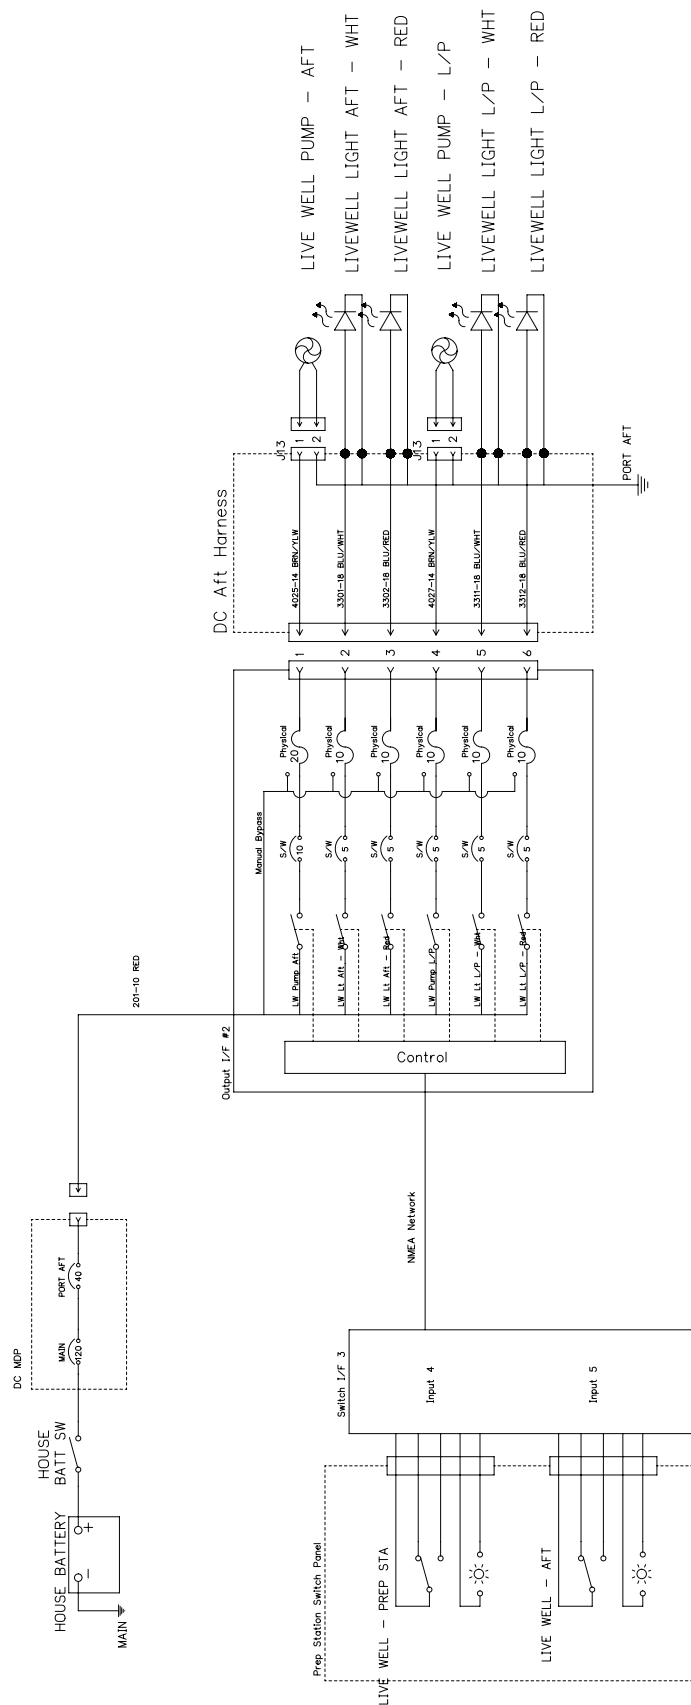 HOUSE BATTERY
−
+
MAIN
HOUSE
BATT SW
DC MDP
MAIN
120
PORT AFT
40
201-10 RED
Output I/F #2
Manual Bypass
Control
LW Pump Aft
S/W
10
Physical
20
1
4025-14 BRN/YLW
J13
1
2
LIVE WELL PUMP - AFT
LW Lt Aft - Wht
S/W
5
Physical
10
2
3301-18 BLU/WHT
LIVEWELL LIGHT AFT - WHT
LW Lt Aft - Red
S/W
5
Physical
10
3
3302-18 BLU/RED
LIVEWELL LIGHT AFT - RED
LW Pump L/P
S/W
5
Physical
10
4
4027-14 BRN/YLW
J13
1
2
LIVE WELL PUMP - L/P
LW Lt L/P - Wht
S/W
5
Physical
10
5
3311-18 BLU/WHT
LIVEWELL LIGHT L/P - WHT
LW Lt L/P - Red
S/W
5
Physical
10
6
3312-18 BLU/RED
LIVEWELL LIGHT L/P - RED
DC Aft Harness
PORT AFT
NMEA Network
Switch I/F 3
Input 4
Input 5
Prep Station Switch Panel
LIVE WELL - PREP STA
LIVE WELL - AFT